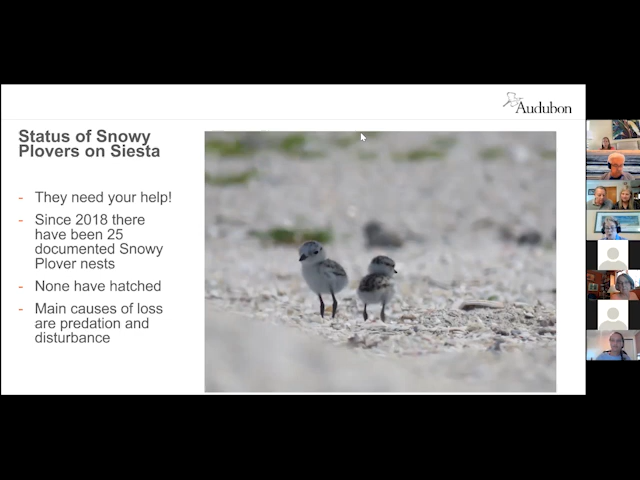 Audubon
Status of Snowy
Plovers on Siesta
- They need your help!
- Since 2018 there
have been 25
documented Snowy
Plover nests
- None have hatched
- Main causes of loss
are predation and
disturbance